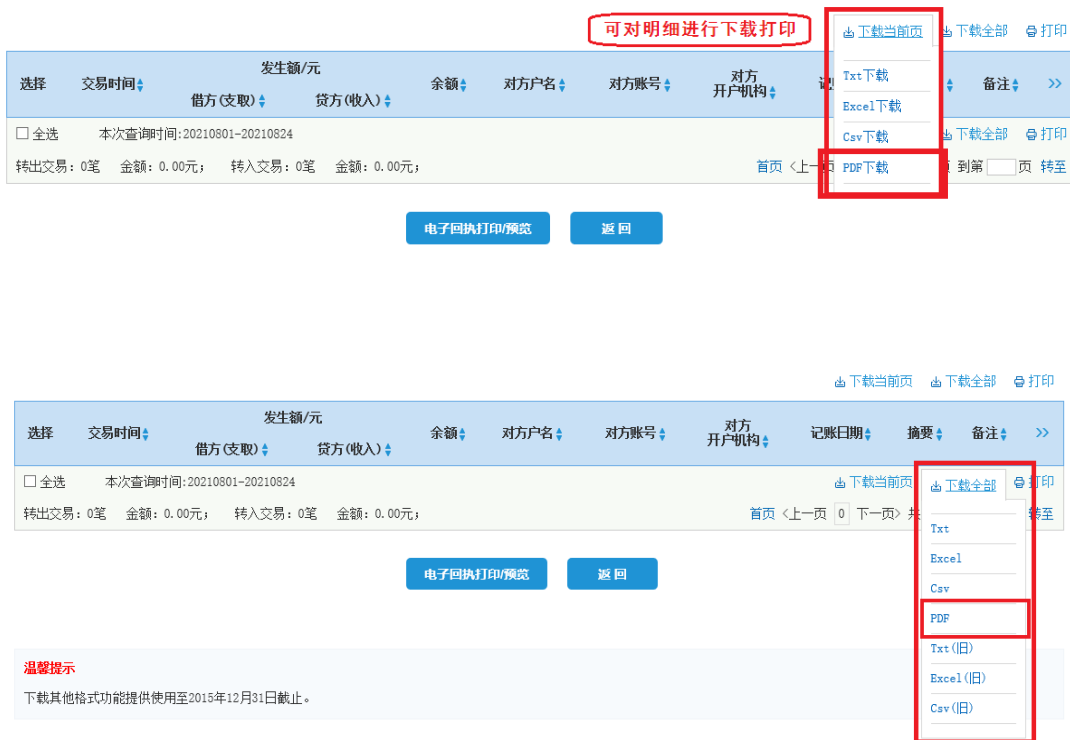 可对明细进行下载打印
下载当前页 下载全部 打印
选择 交易时间 发生额/元 借方(支取) 贷方(收入) 余额 对方户名 对方账号 对方开户机构 备注 >>
Txt下载
Excel下载
Csv下载
PDF下载
全选 本次查询时间:20210801-20210824 下载全部 打印
转出交易: 0笔 金额: 0.00元; 转入交易: 0笔 金额: 0.00元; 首页 <上一页 到第 页 转至
电子回执打印/预览 返回
下载当前页 下载全部 打印
选择 交易时间 发生额/元 借方(支取) 贷方(收入) 余额 对方户名 对方账号 对方开户机构 记账日期 摘要 备注 >>
全选 本次查询时间:20210801-20210824 下载当前页 下载全部 打印
转出交易: 0笔 金额: 0.00元; 转入交易: 0笔 金额: 0.00元; 首页 <上一页 0 下一页> 共 转至
Txt
Excel
Csv
PDF
Txt(旧)
Excel(旧)
Csv(旧)
电子回执打印/预览 返回
温馨提示
下载其他格式功能提供使用至2015年12月31日截止。